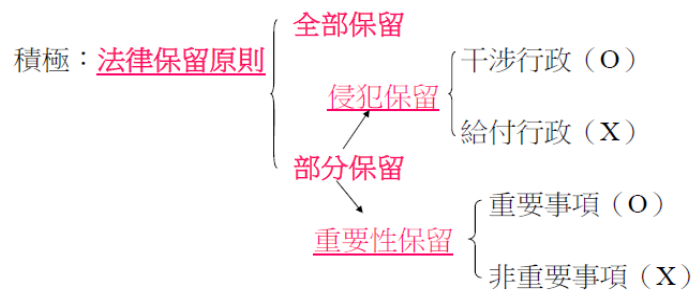 全部保留
積極：法律保留原則
干涉行政（O）
侵犯保留
給付行政（X）
部分保留
重要事項（O）
重要性保留
非重要事項（X）